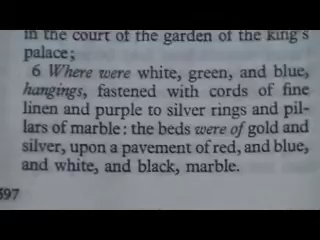 in the court of the garden of the king's
palace;
6 Where were white, green, and blue,
hangings, fastened with cords of fine
linen and purple to silver rings and pil-
lars of marble: the beds were of gold and
silver, upon a pavement of red, and blue,
and white, and black, marble.
597